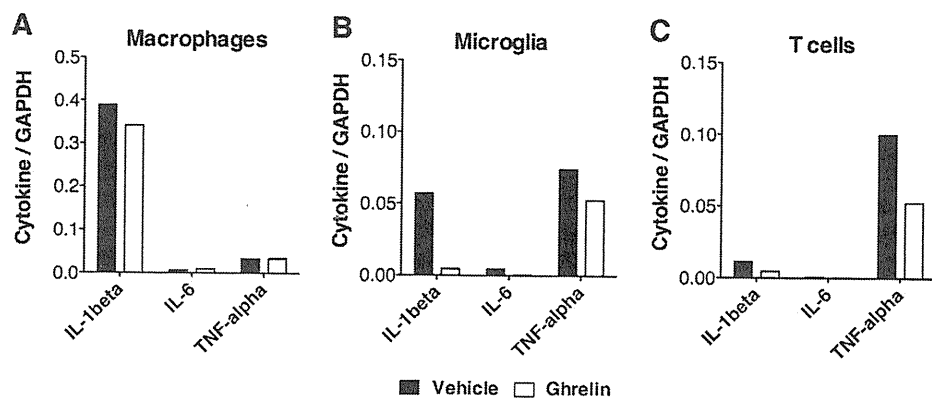 A
Macrophages
Cytokine / GAPDH
0.5
0.4
0.3
0.2
0.1
0.0
IL-1beta
IL-6
TNF-alpha
B
Microglia
Cytokine / GAPDH
0.15
0.10
0.05
0.00
IL-1beta
IL-6
TNF-alpha
C
T cells
Cytokine / GAPDH
0.15
0.10
0.05
0.00
IL-1beta
IL-6
TNF-alpha
Vehicle
Ghrelin